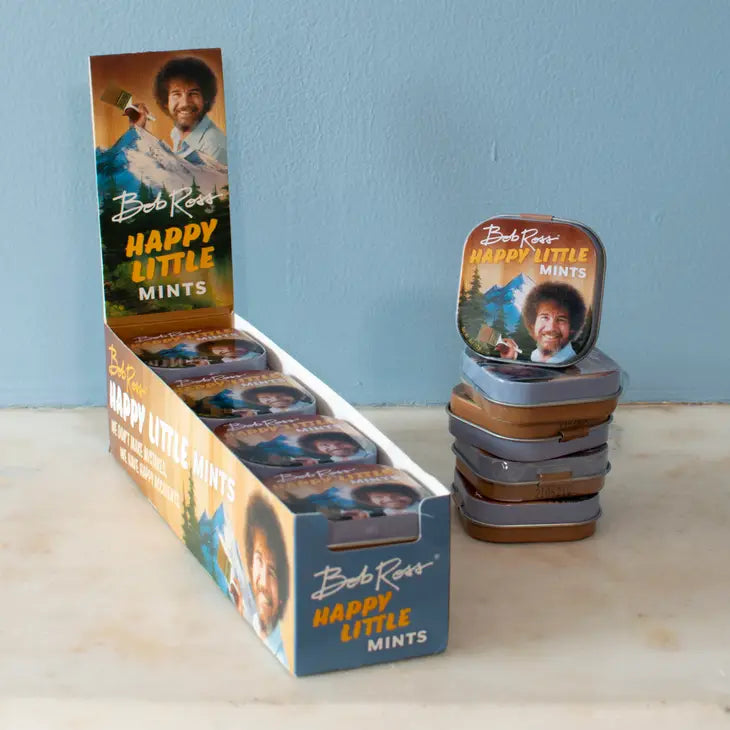 Bob Ross
HAPPY
LITTLE
MINTS
Bob Ross
HAPPY LITTLE
MINTS
Bob Ross
HAPPY LITTLE MINTS
WE DON'T MAKE MISTAKES,
WE HAVE HAPPY ACCIDENTS
Bob Ross®
HAPPY
LITTLE
MINTS